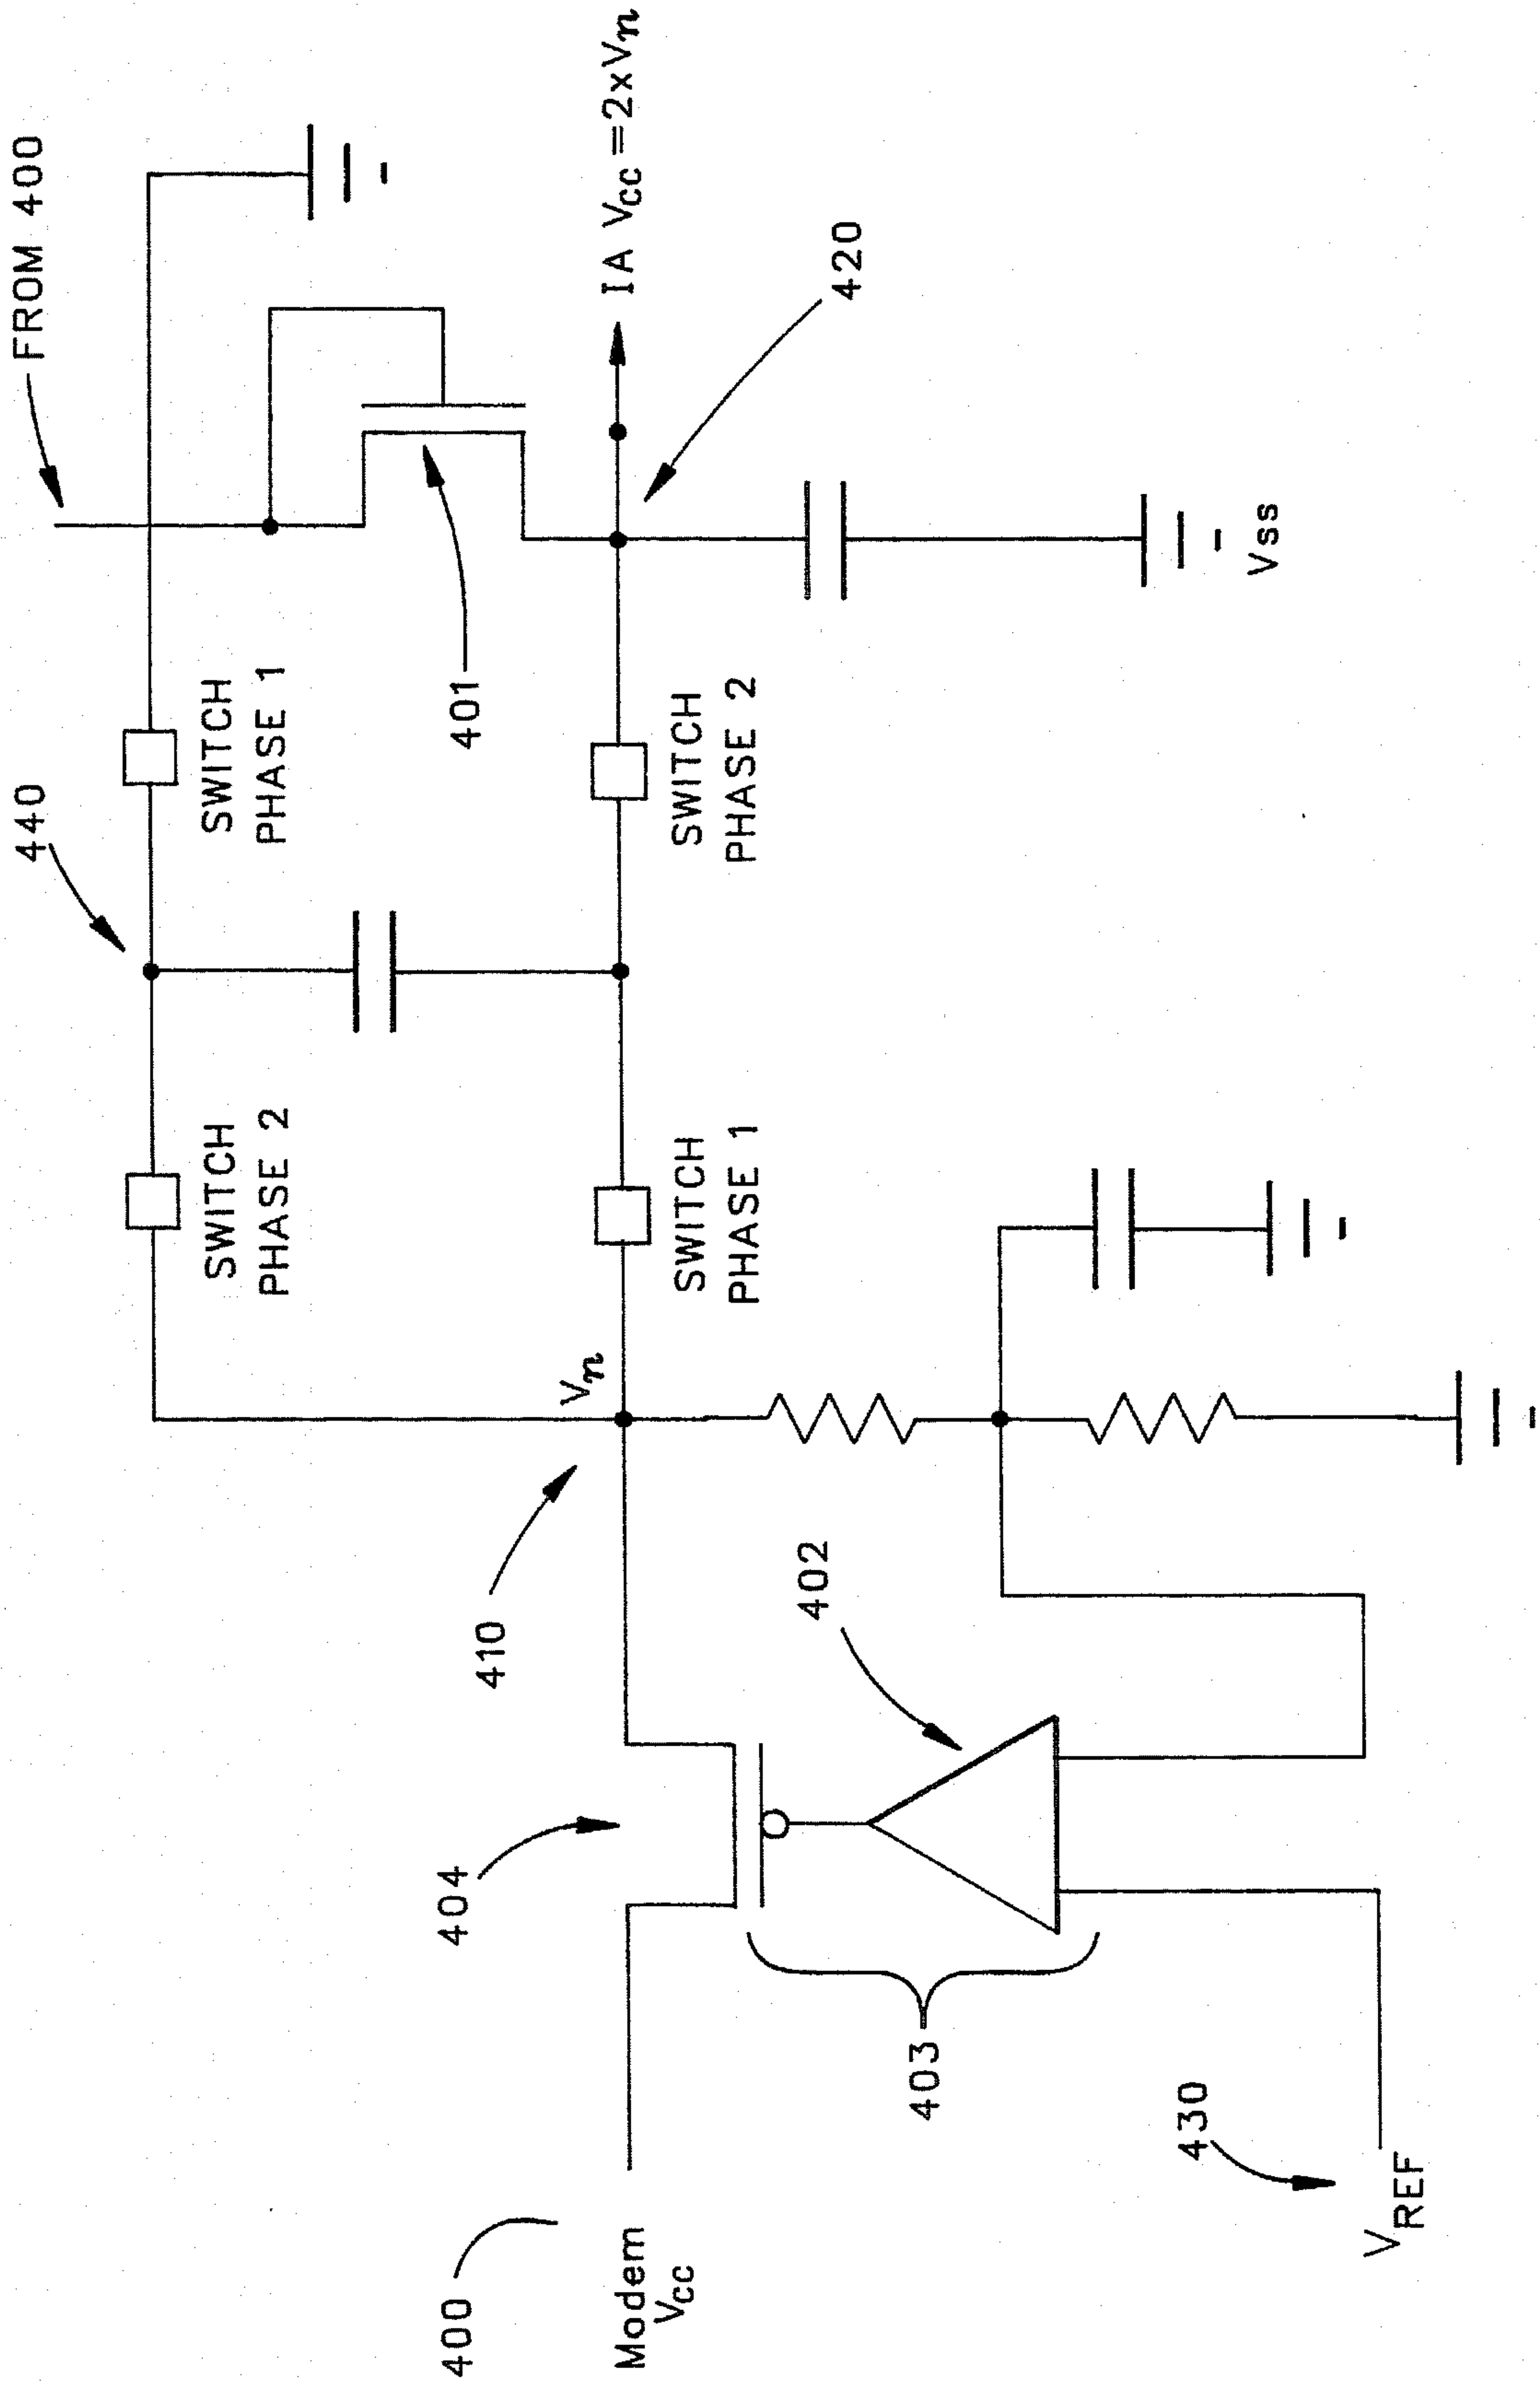 FROM 400
440
SWITCH
PHASE 2
SWITCH
PHASE 1
401
410
Vn
SWITCH
PHASE 1
SWITCH
PHASE 2
IA VCC=2xVn
420
404
400
Modem
VCC
402
403
430
VREF
Vss